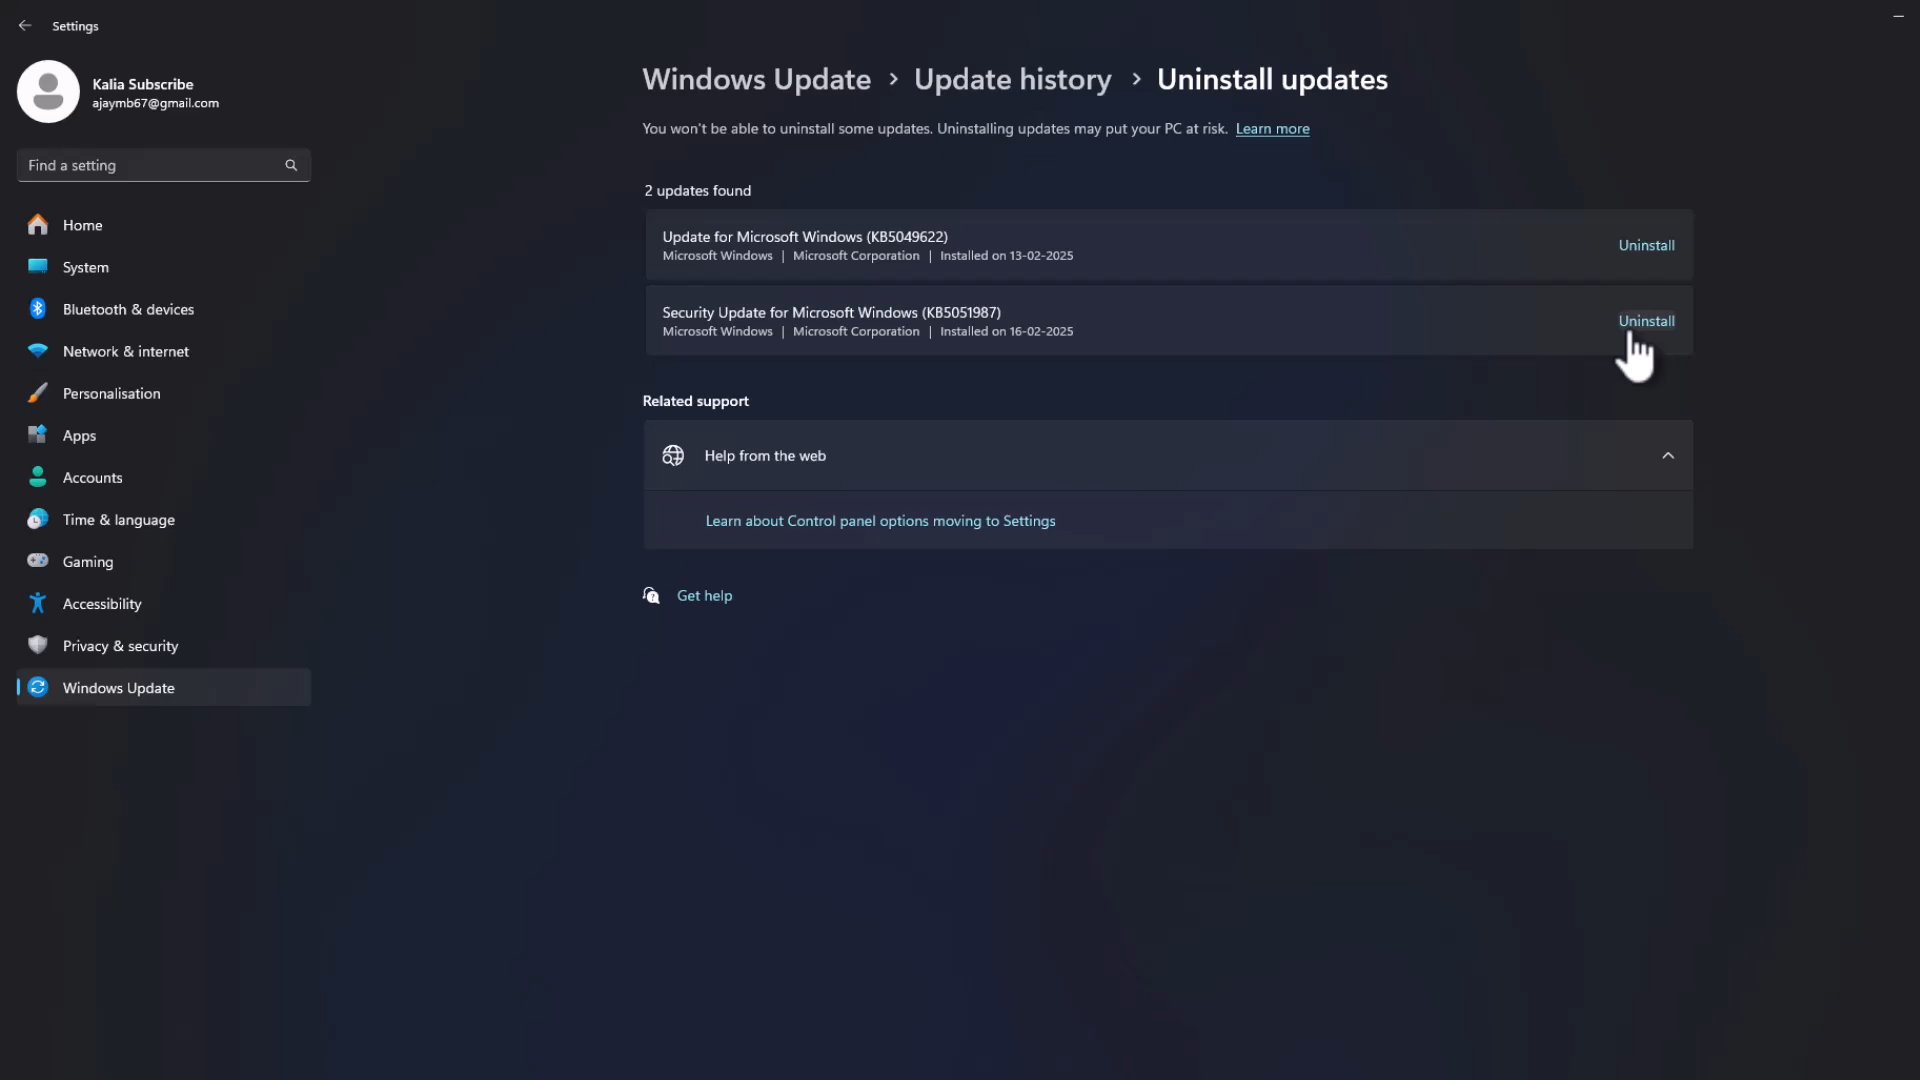 Settings
Kalia Subscribe
ajaymb67@gmail.com
Find a setting
Home
System
Bluetooth & devices
Network & internet
Personalisation
Apps
Accounts
Time & language
Gaming
Accessibility
Privacy & security
Windows Update
Windows Update > Update history > Uninstall updates
You won't be able to uninstall some updates. Uninstalling updates may put your PC at risk. Learn more
2 updates found
Update for Microsoft Windows (KB5049622)
Microsoft Windows | Microsoft Corporation | Installed on 13-02-2025
Uninstall
Security Update for Microsoft Windows (KB5051987)
Microsoft Windows | Microsoft Corporation | Installed on 16-02-2025
Uninstall
Related support
Help from the web
Learn about Control panel options moving to Settings
Get help